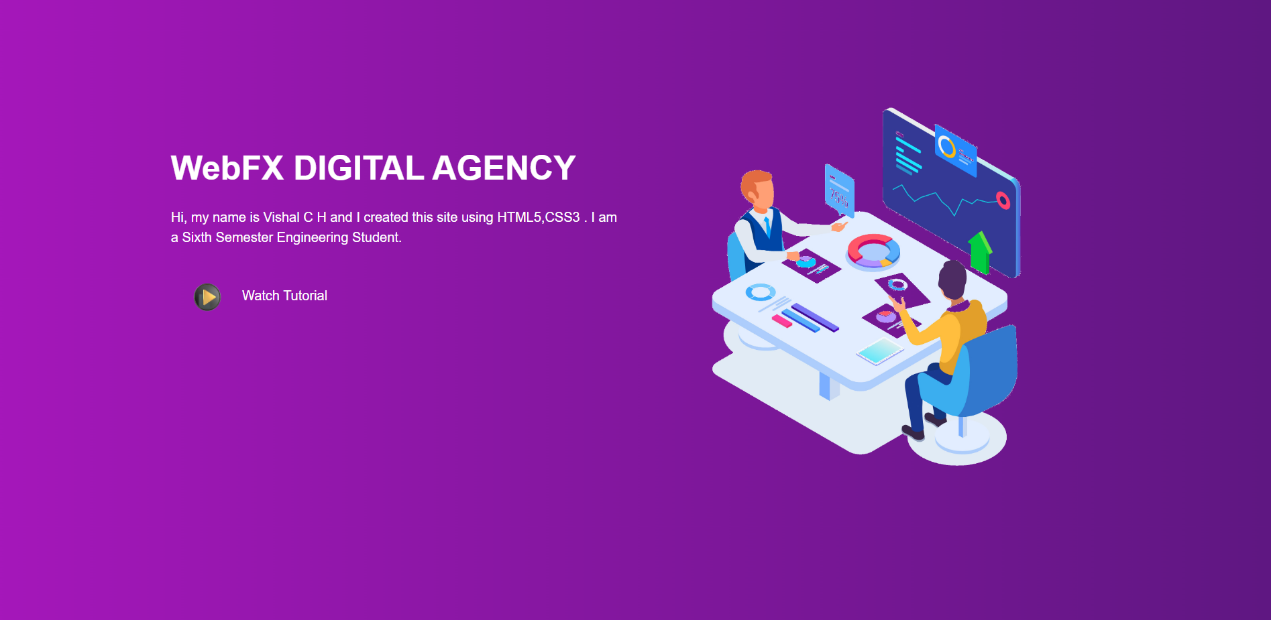 WebFX DIGITAL AGENCY
Hi, my name is Vishal C H and I created this site using HTML5,CSS3 . I am
a Sixth Semester Engineering Student.
Watch Tutorial